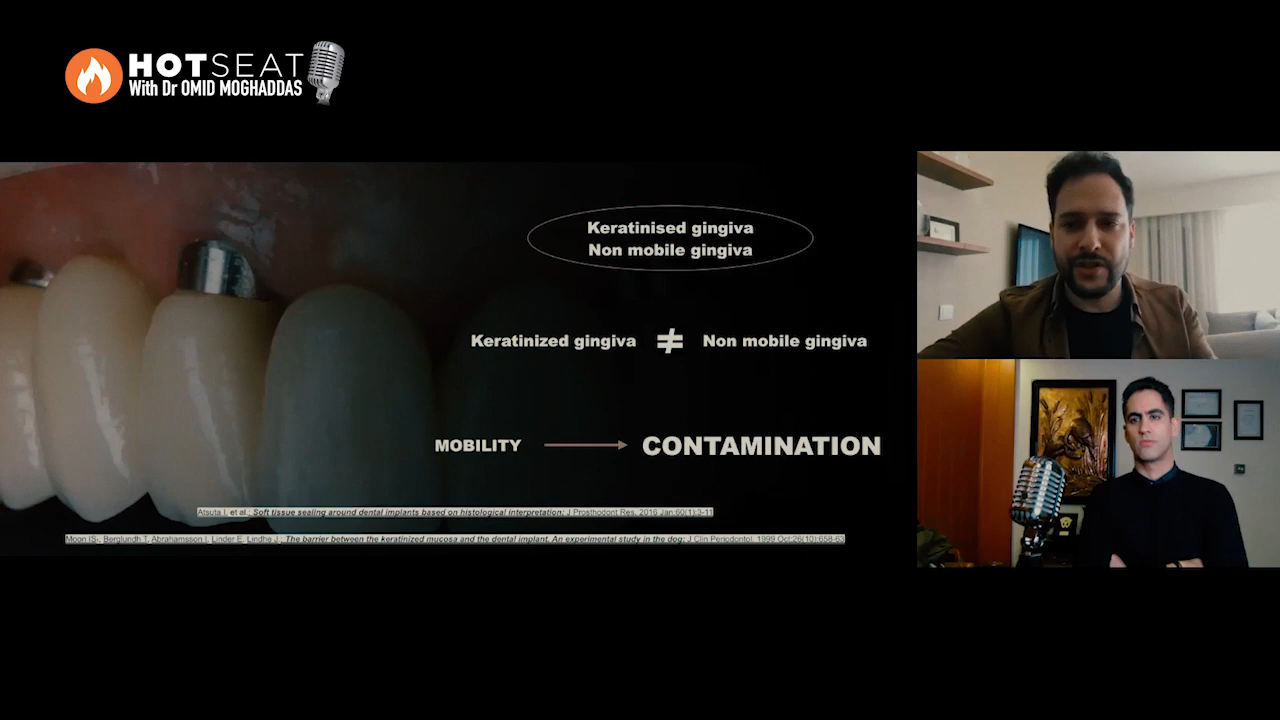 HOTSEAT
With Dr OMID MOGHADDAS
Keratinised gingiva
Non mobile gingiva
Keratinized gingiva ≠ Non mobile gingiva
MOBILITY CONTAMINATION
Atsuta I, et al.; Soft tissue sealing around dental implants based on histological interpretation; J Prosthodont Res. 2016 Jan;60(1):3-11
Moon IS, Berglundh T, Abrahamsson I, Linder E, Lindhe J.; The barrier between the keratinized mucosa and the dental implant. An experimental study in the dog; J Clin Periodontol. 1999 Oct;26(10):658-63